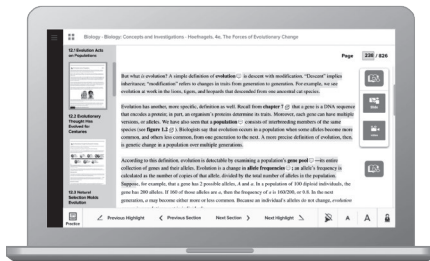 Biology - Biology: Concepts and Investigations - Hoefnagels, 4e, The Forces of Evolutionary Change
12.1 Evolution Acts
on Populations
Page 238 / 826
But what is evolution? A simple definition of evolution is descent with modification. "Descent" implies
inheritance; "modification" refers to changes in traits from generation to generation. For example, we see
evolution at work in the lions, tigers, and leopards that descended from one ancestral cat species.
12.2 Evolutionary
Thought Has
Evolved for
Centuries
Evolution has another, more specific, definition as well. Recall from chapter 7 that a gene is a DNA sequence
that encodes a protein; in part, an organism's proteins determine its traits. Moreover, each gene can have multiple
versions, or alleles. We have also seen that a population consists of interbreeding members of the same
species (see figure 1.2 ). Biologists say that evolution occurs in a population when some alleles become more
common, and others less common, from one generation to the next. A more precise definition of evolution, then,
is genetic change in a population over multiple generations.
According to this definition, evolution is detectable by examining a population's gene pool —its entire
collection of genes and their alleles. Evolution is a change in allele frequencies ; an allele's frequency is
calculated as the number of copies of that allele, divided by the total number of alleles in the population.
Suppose, for example, that a gene has 2 possible alleles, A and a. In a population of 100 diploid individuals, the
gene has 200 alleles. If 160 of those alleles are a, then the frequency of a is 160/200, or 0.8. In the next
generation, a may become either more or less common. Because an individual's alleles do not change, evolution
12.3 Natural
Selection Molds
Evolution
Practice
Previous Highlight
Previous Section
Next Section
Next Highlight
A
A